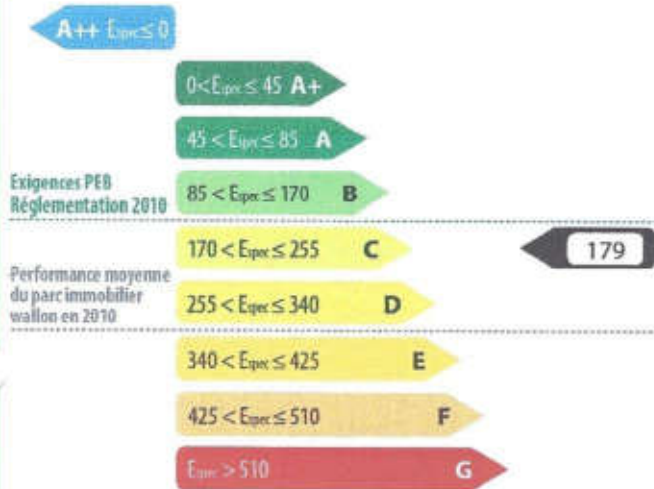 A++ Espec ≤ 0
0 < Espec ≤ 45 A+
45 < Espec ≤ 85 A
Exigences PEB
Réglementation 2010
85 < Espec ≤ 170 B
170 < Espec ≤ 255 C
179
Performance moyenne
du parc immobilier
wallon en 2010
255 < Espec ≤ 340 D
340 < Espec ≤ 425 E
425 < Espec ≤ 510 F
Espec > 510 G